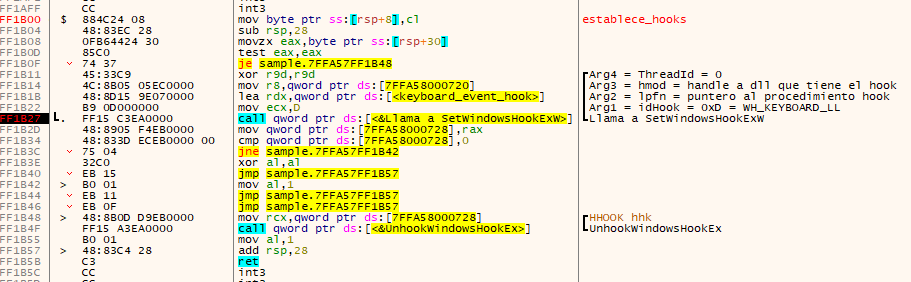 FF1AFF CC int3
FF1B00 $ 884C24 08 mov byte ptr ss:[rsp+8],cl establece_hooks
FF1B04 48:83EC 28 sub rsp,28
FF1B08 0FB64424 30 movzx eax,byte ptr ss:[rsp+30]
FF1B0D 85C0 test eax,eax
FF1B0F 74 37 je sample.7FFA57FF1B48
FF1B11 45:33C9 xor r9d,r9d Arg4 = ThreadId = 0
FF1B14 4C:8B05 05EC0000 mov r8,qword ptr ds:[7FFA58000720] Arg3 = hmod = handle a dll que tiene el hook
FF1B1B 48:8D15 9E070000 lea rdx,qword ptr ds:[<keyboard_event_hook>] Arg2 = lpfn = puntero al procedimiento hook
FF1B22 B9 0D000000 mov ecx,D Arg1 = idHook = 0xD = WH_KEYBOARD_LL
FF1B27 . FF15 C3EA0000 call qword ptr ds:[<&Llama a SetWindowsHookExW>] Llama a SetWindowsHookExW
FF1B2D 48:8905 F4EB0000 mov qword ptr ds:[7FFA58000728],rax
FF1B34 48:833D ECEB0000 00 cmp qword ptr ds:[7FFA58000728],0
FF1B3C 75 04 jne sample.7FFA57FF1B42
FF1B3E 32C0 xor al,al
FF1B40 EB 15 jmp sample.7FFA57FF1B57
FF1B42 > B0 01 mov al,1
FF1B44 EB 11 jmp sample.7FFA57FF1B57
FF1B46 EB 0F jmp sample.7FFA57FF1B57
FF1B48 > 48:8B0D D9EB0000 mov rcx,qword ptr ds:[7FFA58000728] HHOOK hhk
FF1B4F FF15 A3EA0000 call qword ptr ds:[<&UnhookWindowsHookEx>] UnhookWindowsHookEx
FF1B55 B0 01 mov al,1
FF1B57 > 48:83C4 28 add rsp,28
FF1B5B C3 ret
FF1B5C CC int3